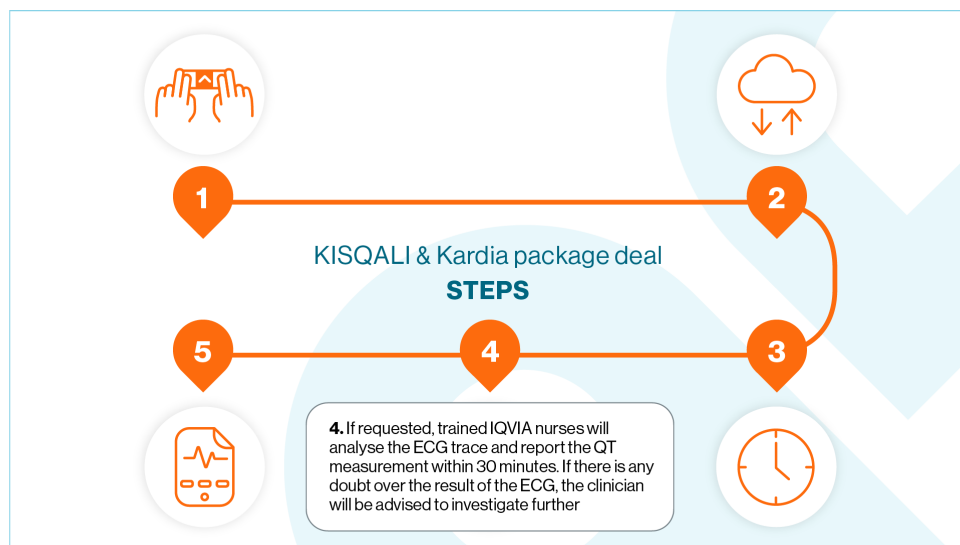 1
2
KISQALI & Kardia package deal
STEPS
5
4
3
4. If requested, trained IQVIA nurses will
analyse the ECG trace and report the QT
measurement within 30 minutes. If there is any
doubt over the result of the ECG, the clinician
will be advised to investigate further